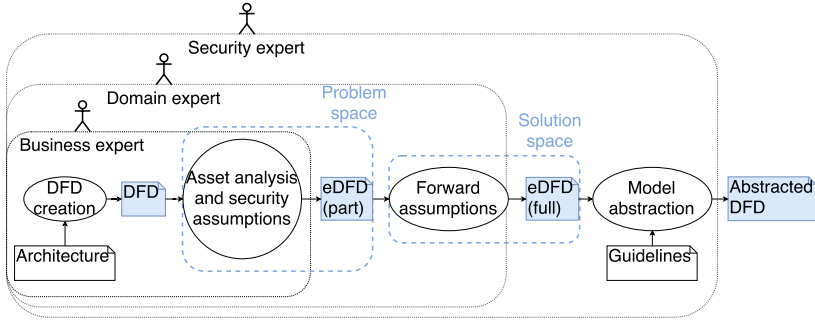 Security expert
Domain expert
Business expert
Problem
space
Solution
space
DFD
creation
DFD
Asset analysis
and security
assumptions
eDFD
(part)
Forward
assumptions
eDFD
(full)
Model
abstraction
Abstracted
DFD
Architecture
Guidelines